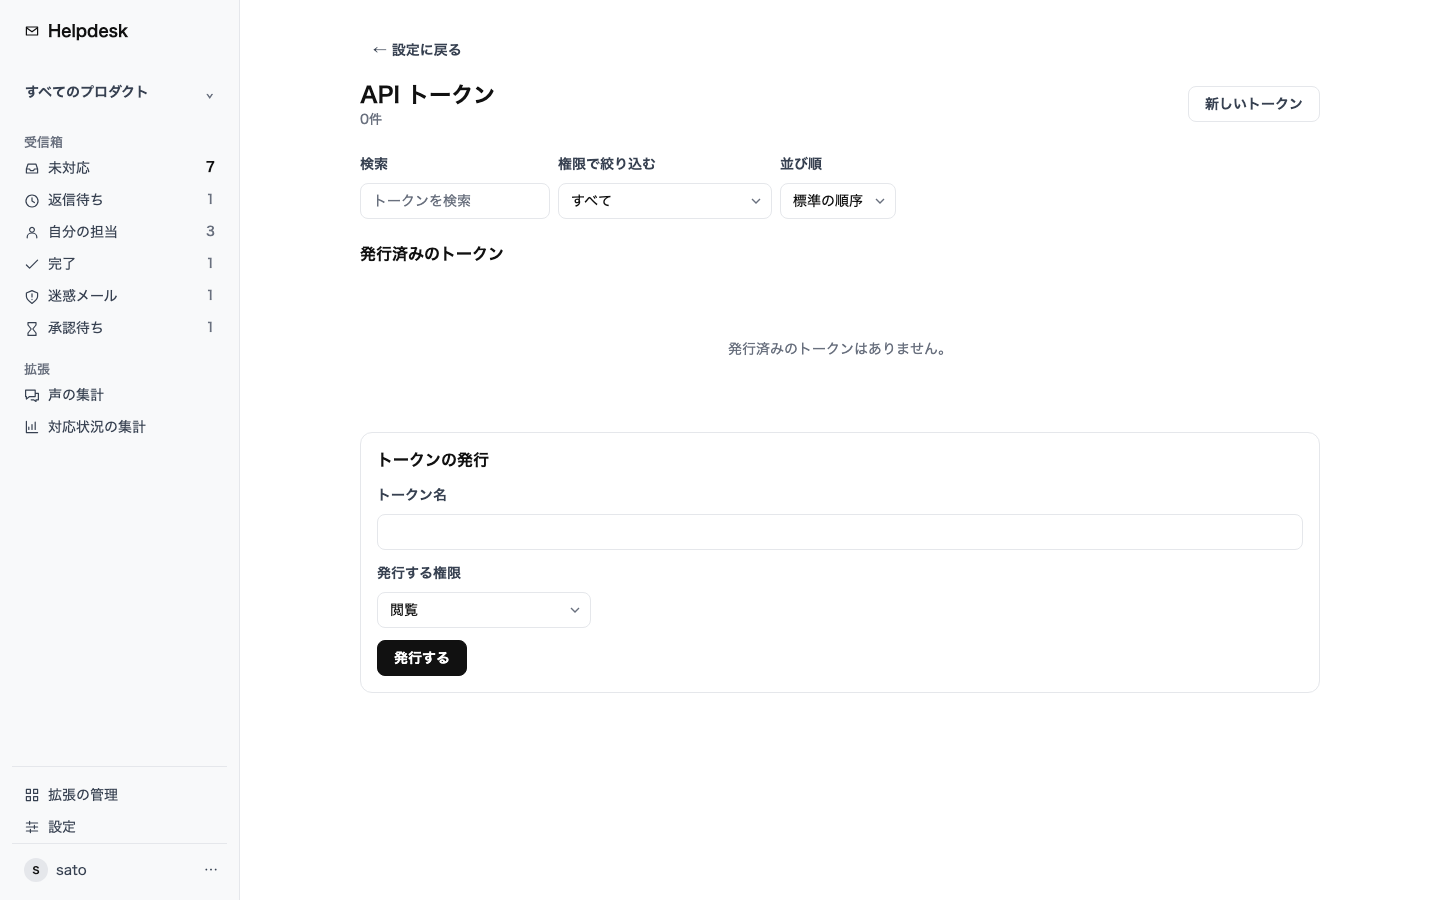 Helpdesk
すべてのプロダクト
受信箱
未対応 7
返信待ち 1
自分の担当 3
完了 1
迷惑メール 1
承認待ち 1
拡張
声の集計
対応状況の集計
拡張の管理
設定
S sato ...
← 設定に戻る
API トークン
0件
新しいトークン
検索 権限で絞り込む 並び順
トークンを検索 すべて 標準の順序
発行済みのトークン
発行済みのトークンはありません。
トークンの発行
トークン名
発行する権限
閲覧
発行する